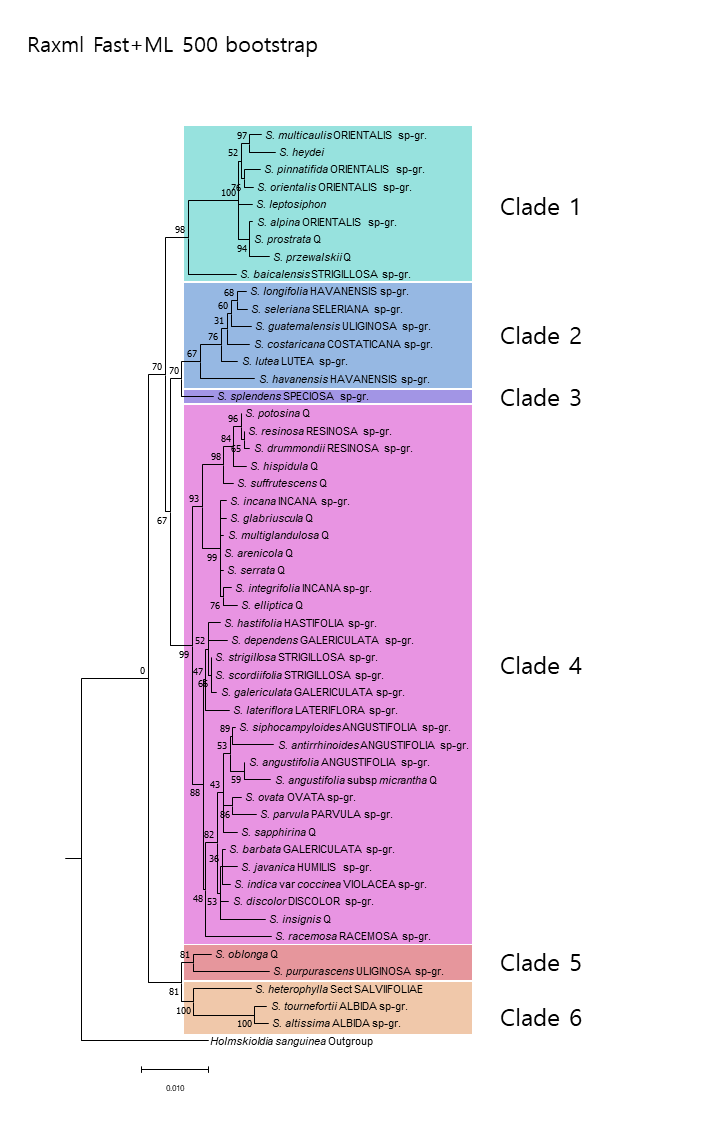 Raxml Fast+ML 500 bootstrap
97 S. multicaulis ORIENTALIS sp-gr.
52 S. heydei
S. pinnatifida ORIENTALIS sp-gr.
76 S. orientalis ORIENTALIS sp-gr.
100 S. leptosiphon
Clade 1
S. alpina ORIENTALIS sp-gr.
98 S. prostrata Q
94 S. przewalskii Q
S. baicalensis STRIGILLOSA sp-gr.
68 S. longifolia HAVANENSIS sp-gr.
60 S. seleriana SELERIANA sp-gr.
31 S. guatemalensis ULIGINOSA sp-gr.
76 S. costaricana COSTATICANA sp-gr.
Clade 2
67 S. lutea LUTEA sp-gr.
70 70 S. havanensis HAVANENSIS sp-gr.
S. splendens SPECIOSA sp-gr.
Clade 3
96 S. potosina Q
84 S. resinosa RESINOSA sp-gr.
65 S. drummondii RESINOSA sp-gr.
98 S. hispidula Q
S. suffrutescens Q
93 S. incana INCANA sp-gr.
67 S. glabriuscula Q
S. multiglandulosa Q
99 S. arenicola Q
S. serrata Q
S. integrifolia INCANA sp-gr.
76 S. elliptica Q
S. hastifolia HASTIFOLIA sp-gr.
52 S. dependens GALERICULATA sp-gr.
99 S. strigillosa STRIGILLOSA sp-gr.
0 47 S. scordiifolia STRIGILLOSA sp-gr.
Clade 4
66 S. galericulata GALERICULATA sp-gr.
S. lateriflora LATERIFLORA sp-gr.
89 S. siphocampyloides ANGUSTIFOLIA sp-gr.
53 S. antirrhinoides ANGUSTIFOLIA sp-gr.
S. angustifolia ANGUSTIFOLIA sp-gr.
59 S. angustifolia subsp micrantha Q
88 43 S. ovata OVATA sp-gr.
86 S. parvula PARVULA sp-gr.
82 S. sapphirina Q
S. barbata GALERICULATA sp-gr.
36 S. javanica HUMILIS sp-gr.
S. indica var coccinea VIOLACEA sp-gr.
48 53 S. discolor DISCOLOR sp-gr.
S. insignis Q
S. racemosa RACEMOSA sp-gr.
81 S. oblonga Q
Clade 5
S. purpurascens ULIGINOSA sp-gr.
81 S. heterophylla Sect SALVIIFOLIAE
100 S. tournefortii ALBIDA sp-gr.
Clade 6
100 S. altissima ALBIDA sp-gr.
Holmskioldia sanguinea Outgroup
0.010